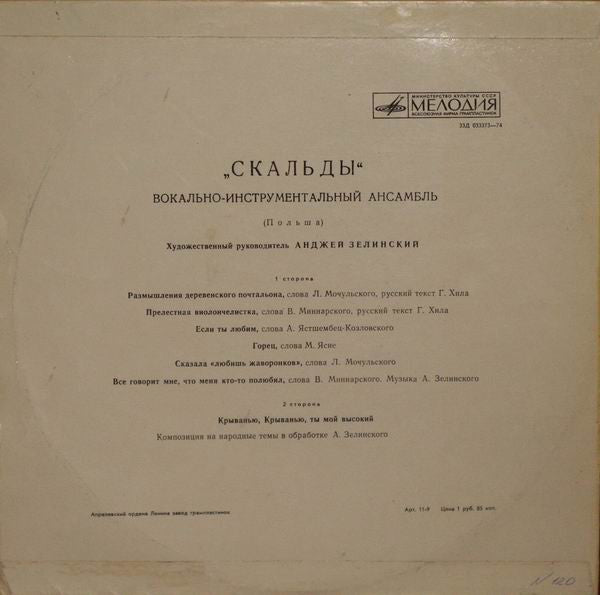 МИНИСТЕРСТВО КУЛЬТУРЫ СССР
МЕЛОДИЯ
ВСЕСОЮЗНАЯ ФИРМА ГРАМПЛАСТИНОК
33Д 033373—74
„СКАЛЬДЫ“
ВОКАЛЬНО-ИНСТРУМЕНТАЛЬНЫЙ АНСАМБЛЬ
(Польша)
Художественный руководитель АНДЖЕЙ ЗЕЛИНСКИЙ
1 сторона
Размышления деревенского почтальона, слова Л. Мочульского, русский текст Г. Хила
Прелестная виолончелистка, слова В. Миннарского, русский текст Г. Хила
Если ты любим, слова А. Ястшембец-Козловского
Горец, слова М. Ясне
Сказала «любишь жаворонков», слова Л. Мочульского
Все говорит мне, что меня кто-то полюбил, слова В. Миннарского. Музыка А. Зелинского
2 сторона
Крыванью, Крыванью, ты мой высокий
Композиция на народные темы в обработке А. Зелинского
Апрелевский ордена Ленина завод грампластинок
Арт. 11-9 Цена 1 руб. 85 коп.
N 120